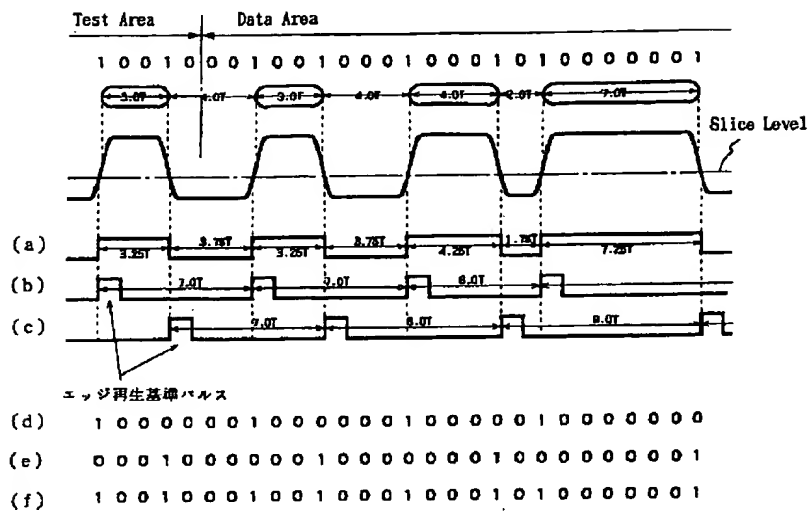 Test Area Data Area
1 0 0 1 0 0 0 1 0 0 1 0 0 0 1 0 0 0 1 0 1 0 0 0 0 0 0 1
3.0T 4.0T 3.0T 4.0T 4.0T 2.0T 7.0T
Slice Level
(a) 3.25T 3.75T 3.25T 3.75T 4.25T 1.75T 7.25T
(b) 7.0T 7.0T 6.0T
(c) 7.0T 8.0T 9.0T
エッジ再生基準パルス
(d) 1 0 0 0 0 0 0 1 0 0 0 0 0 0 1 0 0 0 0 0 1 0 0 0 0 0 0 0
(e) 0 0 0 1 0 0 0 0 0 0 1 0 0 0 0 0 0 0 1 0 0 0 0 0 0 0 0 1
(f) 1 0 0 1 0 0 0 1 0 0 1 0 0 0 1 0 0 0 1 0 1 0 0 0 0 0 0 1